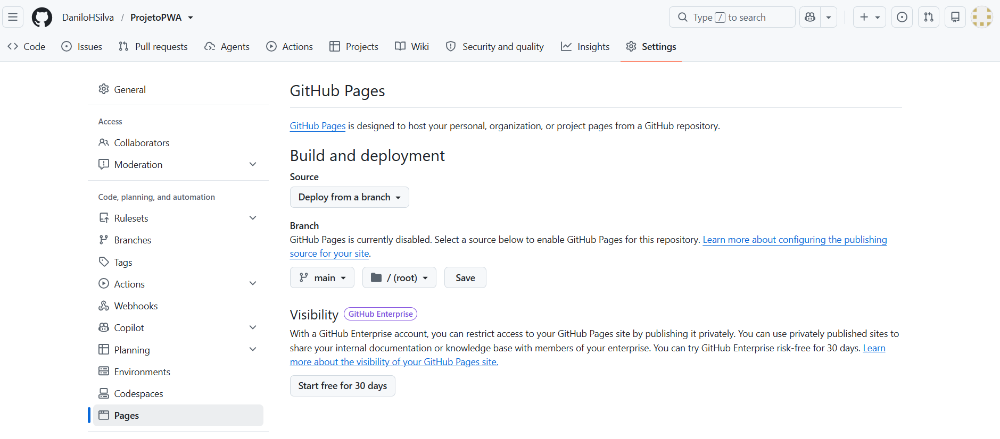 DaniloHSilva / ProjetoPWA
Type / to search
Code Issues Pull requests Agents Actions Projects Wiki Security and quality Insights Settings
General
Access
Collaborators
Moderation
Code, planning, and automation
Rulesets
Branches
Tags
Actions
Webhooks
Copilot
Planning
Environments
Codespaces
Pages
GitHub Pages
GitHub Pages is designed to host your personal, organization, or project pages from a GitHub repository.
Build and deployment
Source
Deploy from a branch
Branch
GitHub Pages is currently disabled. Select a source below to enable GitHub Pages for this repository. Learn more about configuring the publishing
source for your site.
main / (root) Save
Visibility GitHub Enterprise
With a GitHub Enterprise account, you can restrict access to your GitHub Pages site by publishing it privately. You can use privately published sites to
share your internal documentation or knowledge base with members of your enterprise. You can try GitHub Enterprise risk-free for 30 days. Learn
more about the visibility of your GitHub Pages site.
Start free for 30 days